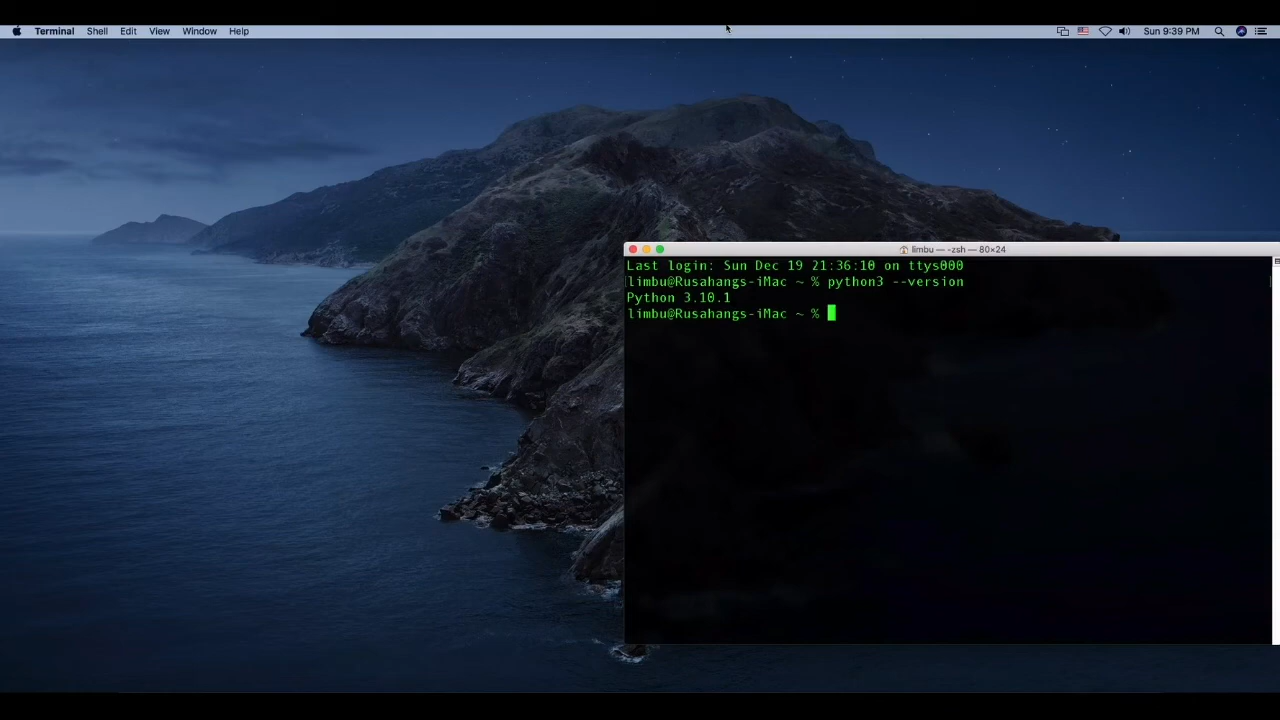 Terminal Shell Edit View Window Help Sun 9:39 PM
limbu — -zsh — 80×24
Last login: Sun Dec 19 21:36:10 on ttys000
limbu@Rusahangs-iMac ~ % python3 --version
Python 3.10.1
limbu@Rusahangs-iMac ~ %